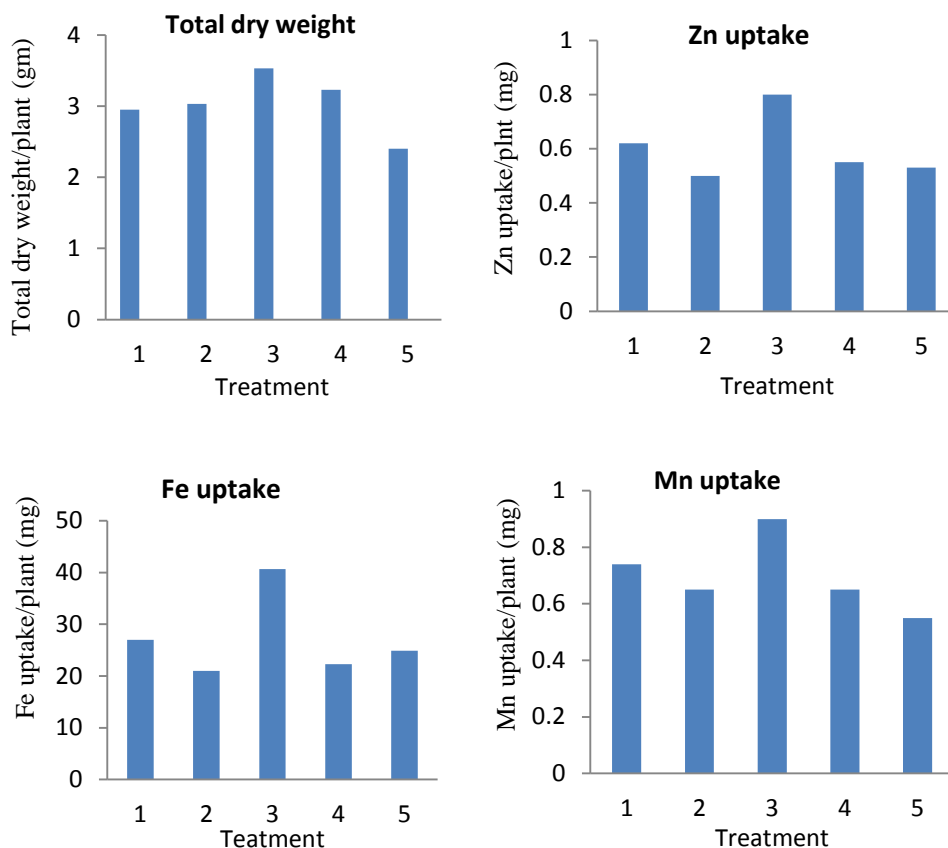 Total dry weight
Total dry weight/plant (gm)
4
3
2
1
0
1 2 3 4 5
Treatment
Zn uptake
Zn uptake/plnt (mg)
1
0.8
0.6
0.4
0.2
0
1 2 3 4 5
Treatment
Fe uptake
Fe uptake/plant (mg)
50
40
30
20
10
0
1 2 3 4 5
Teatment
Mn uptake
Mn uptake/plant (mg)
1
0.8
0.6
0.4
0.2
0
1 2 3 4 5
Treatment